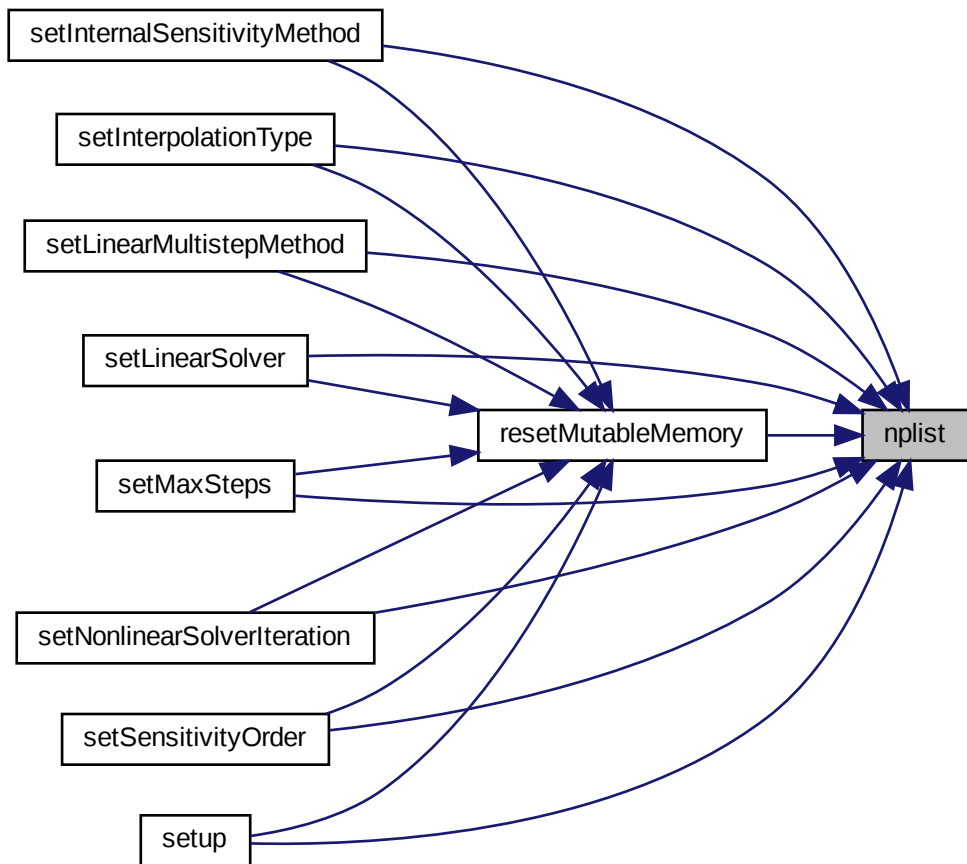 setInternalSensitivityMethod
setInterpolationType
setLinearMultistepMethod
setLinearSolver
resetMutableMemory
nplist
setMaxSteps
setNonlinearSolverIteration
setSensitivityOrder
setup